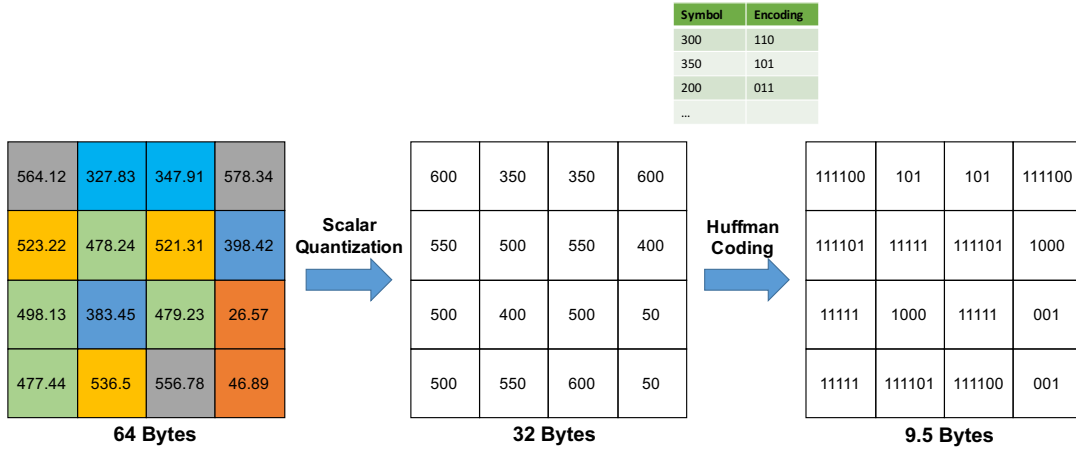 Symbol Encoding
300 110
350 101
200 011
...
564.12 327.83 347.91 578.34
523.22 478.24 521.31 398.42
498.13 383.45 479.23 26.57
477.44 536.5 556.78 46.89
64 Bytes
Scalar
Quantization
600 350 350 600
550 500 550 400
500 400 500 50
500 550 600 50
32 Bytes
Huffman
Coding
111100 101 101 111100
111101 11111 111101 1000
11111 1000 11111 001
11111 111101 111100 001
9.5 Bytes